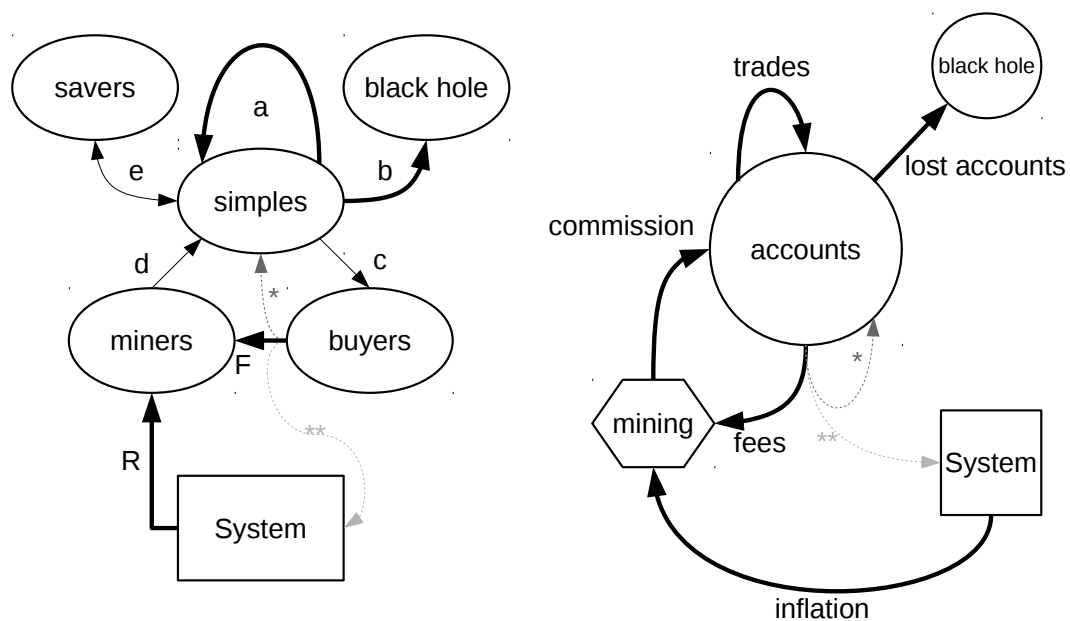 savers
black hole
a
e
b
simples
d
c
*
miners
buyers
F
**
R
System
trades
black hole
lost accounts
commission
accounts
*
mining
fees
**
System
inflation